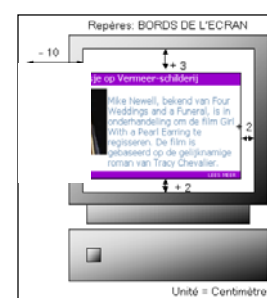 Repères: BORDS DE L'ECRAN
- 10
+ 3
sje op Vermeer-schilderij
Mike Newell, bekend van Four
Weddings and a Funeral, is in
onderhandeling om de film Girl
With a Pearl Earring te
regisseren. De film is
gebaseerd op de gelijknamige
roman van Tracy Chevalier.
+ 2
LEES MEER
+ 2
Unité = Centimètre